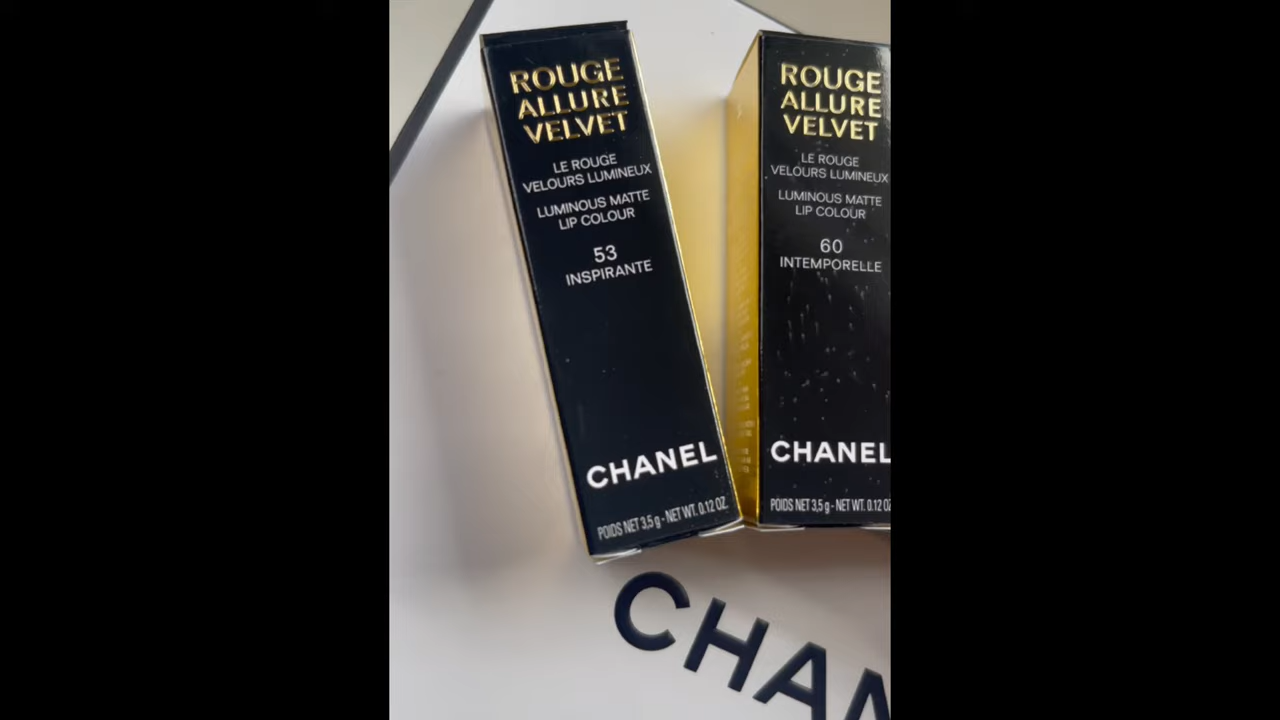 ROUGE
ALLURE
VELVET
LE ROUGE
VELOURS LUMINEUX
LUMINOUS MATTE
LIP COLOUR
53
INSPIRANTE
CHANEL
POIDS NET 3,5 g - NET WT. 0.12 OZ.
ROUGE
ALLURE
VELVET
LE ROUGE
VELOURS LUMINEUX
LUMINOUS MATTE
LIP COLOUR
60
INTEMPORELLE
CHANEL
POIDS NET 3,5 g - NET WT. 0.12 OZ
CHAN